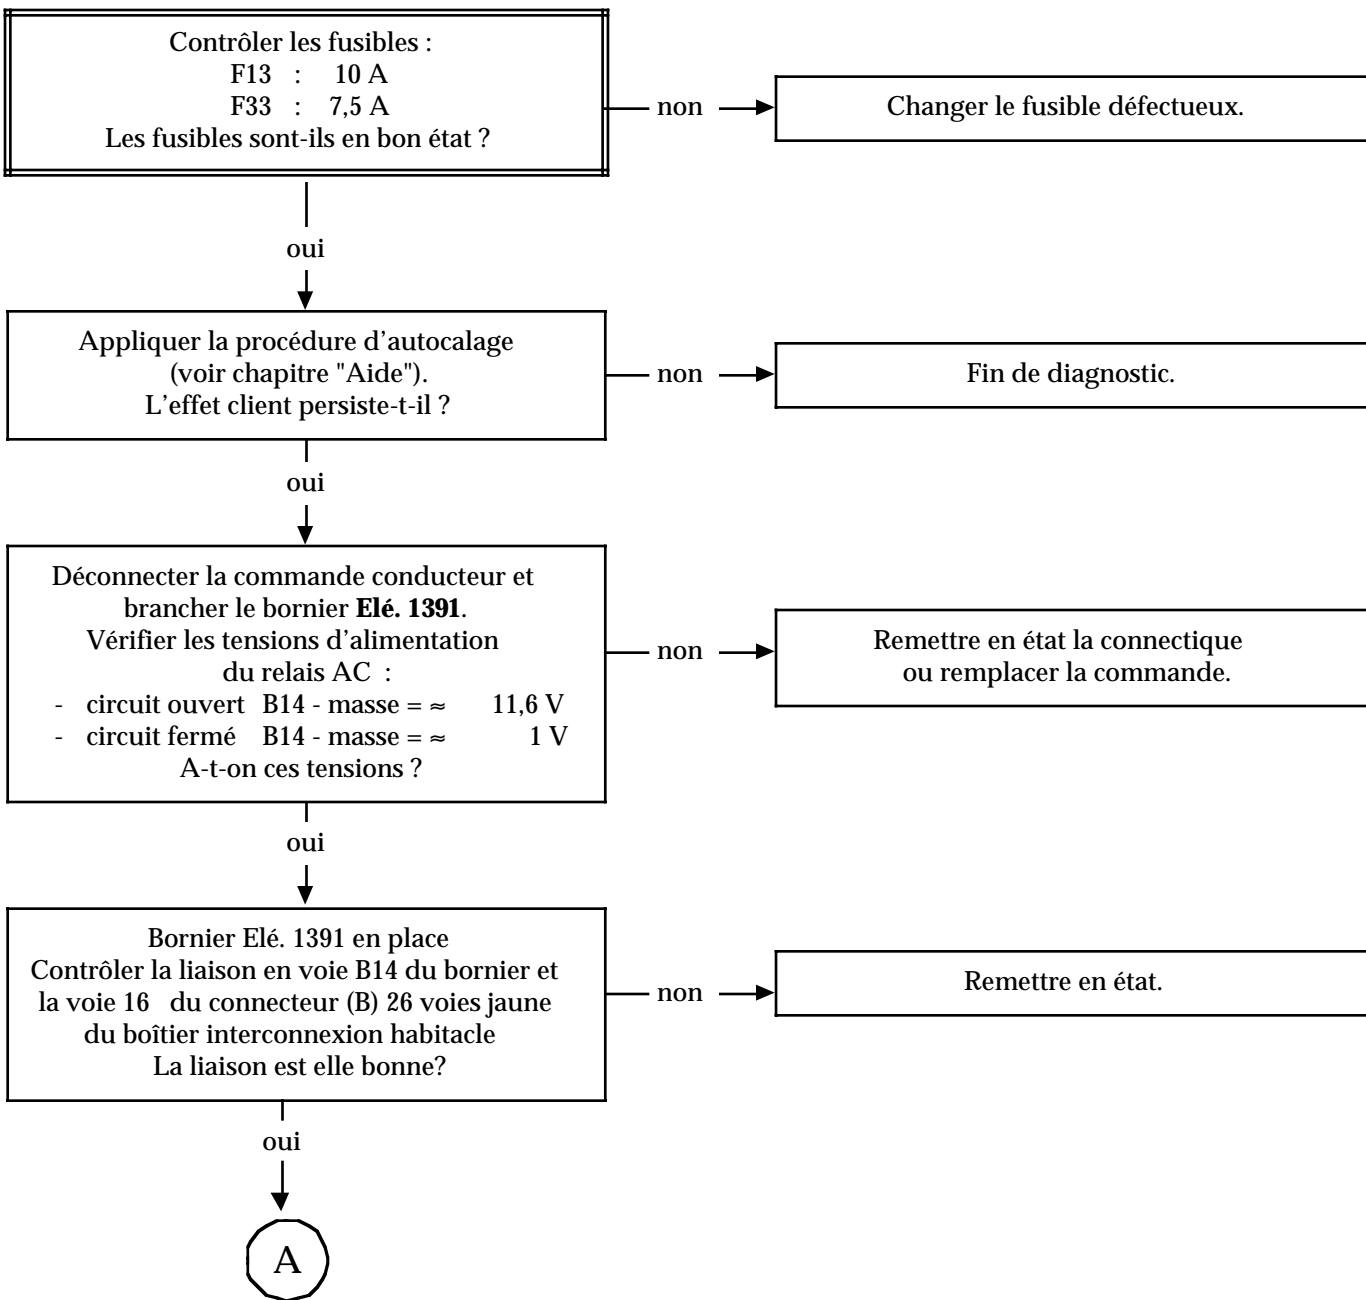 Contrôler les fusibles :
F13 : 10 A
F33 : 7,5 A
Les fusibles sont-ils en bon état ?
non
Changer le fusible défectueux.
oui
Appliquer la procédure d'autocalage
(voir chapitre "Aide").
L'effet client persiste-t-il ?
non
Fin de diagnostic.
oui
Déconnecter la commande conducteur et
brancher le bornier Elé. 1391.
Vérifier les tensions d'alimentation
du relais AC :
- circuit ouvert B14 - masse = ≈ 11,6 V
- circuit fermé B14 - masse = ≈ 1 V
A-t-on ces tensions ?
non
Remettre en état la connectique
ou remplacer la commande.
oui
Bornier Elé. 1391 en place
Contrôler la liaison en voie B14 du bornier et
la voie 16 du connecteur (B) 26 voies jaune
du boîtier interconnexion habitacle
La liaison est elle bonne?
non
Remettre en état.
oui
A